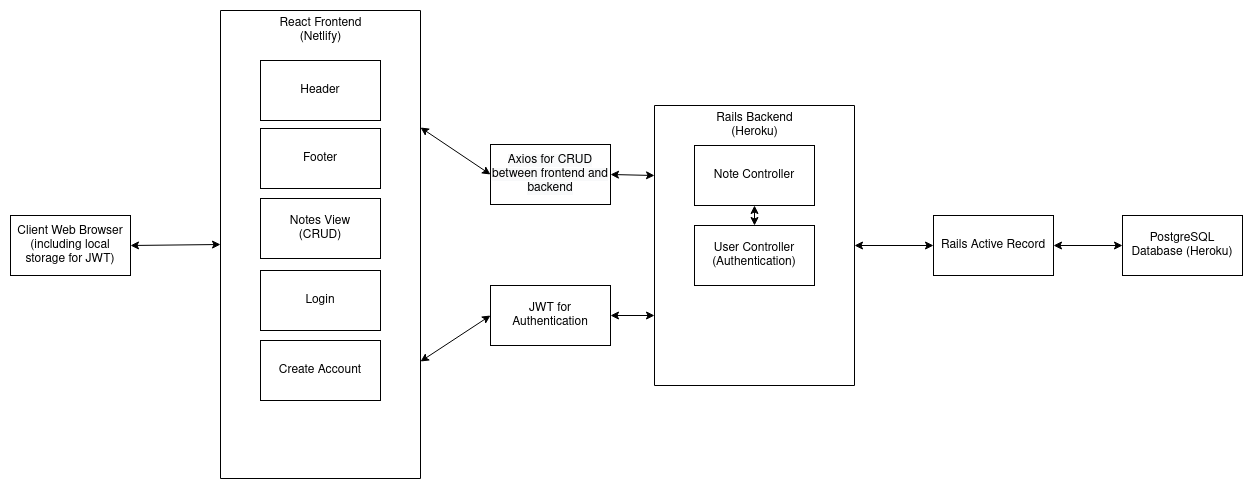 Client Web Browser
(including local
storage for JWT)
React Frontend
(Netlify)
Header
Footer
Notes View
(CRUD)
Login
Create Account
Axios for CRUD
between frontend and
backend
JWT for
Authentication
Rails Backend
(Heroku)
Note Controller
User Controller
(Authentication)
Rails Active Record
PostgreSQL
Database (Heroku)